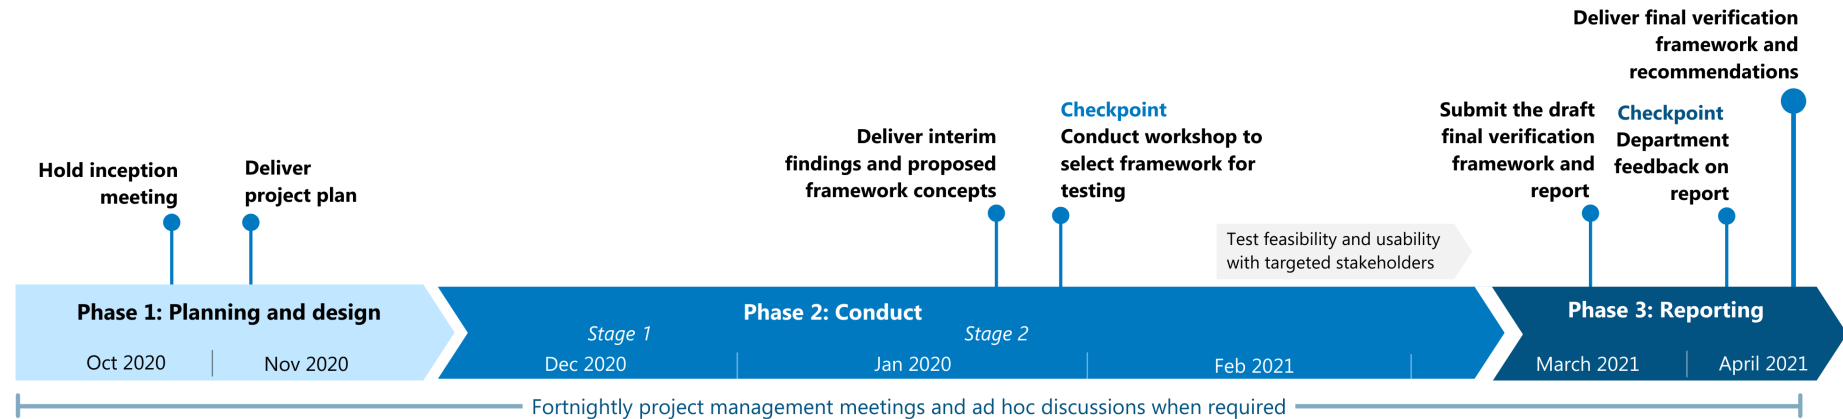 Hold inception
meeting
Deliver
project plan
Deliver interim
findings and proposed
framework concepts
Checkpoint
Conduct workshop to
select framework for
testing
Test feasibility and usability
with targeted stakeholders
Submit the draft
final verification
framework and
report
Checkpoint
Department
feedback on
report
Deliver final verification
framework and
recommendations
Phase 1: Planning and design
Oct 2020
Nov 2020
Phase 2: Conduct
Stage 1
Stage 2
Dec 2020
Jan 2020
Feb 2021
Phase 3: Reporting
March 2021
April 2021
Fortnightly project management meetings and ad hoc discussions when required